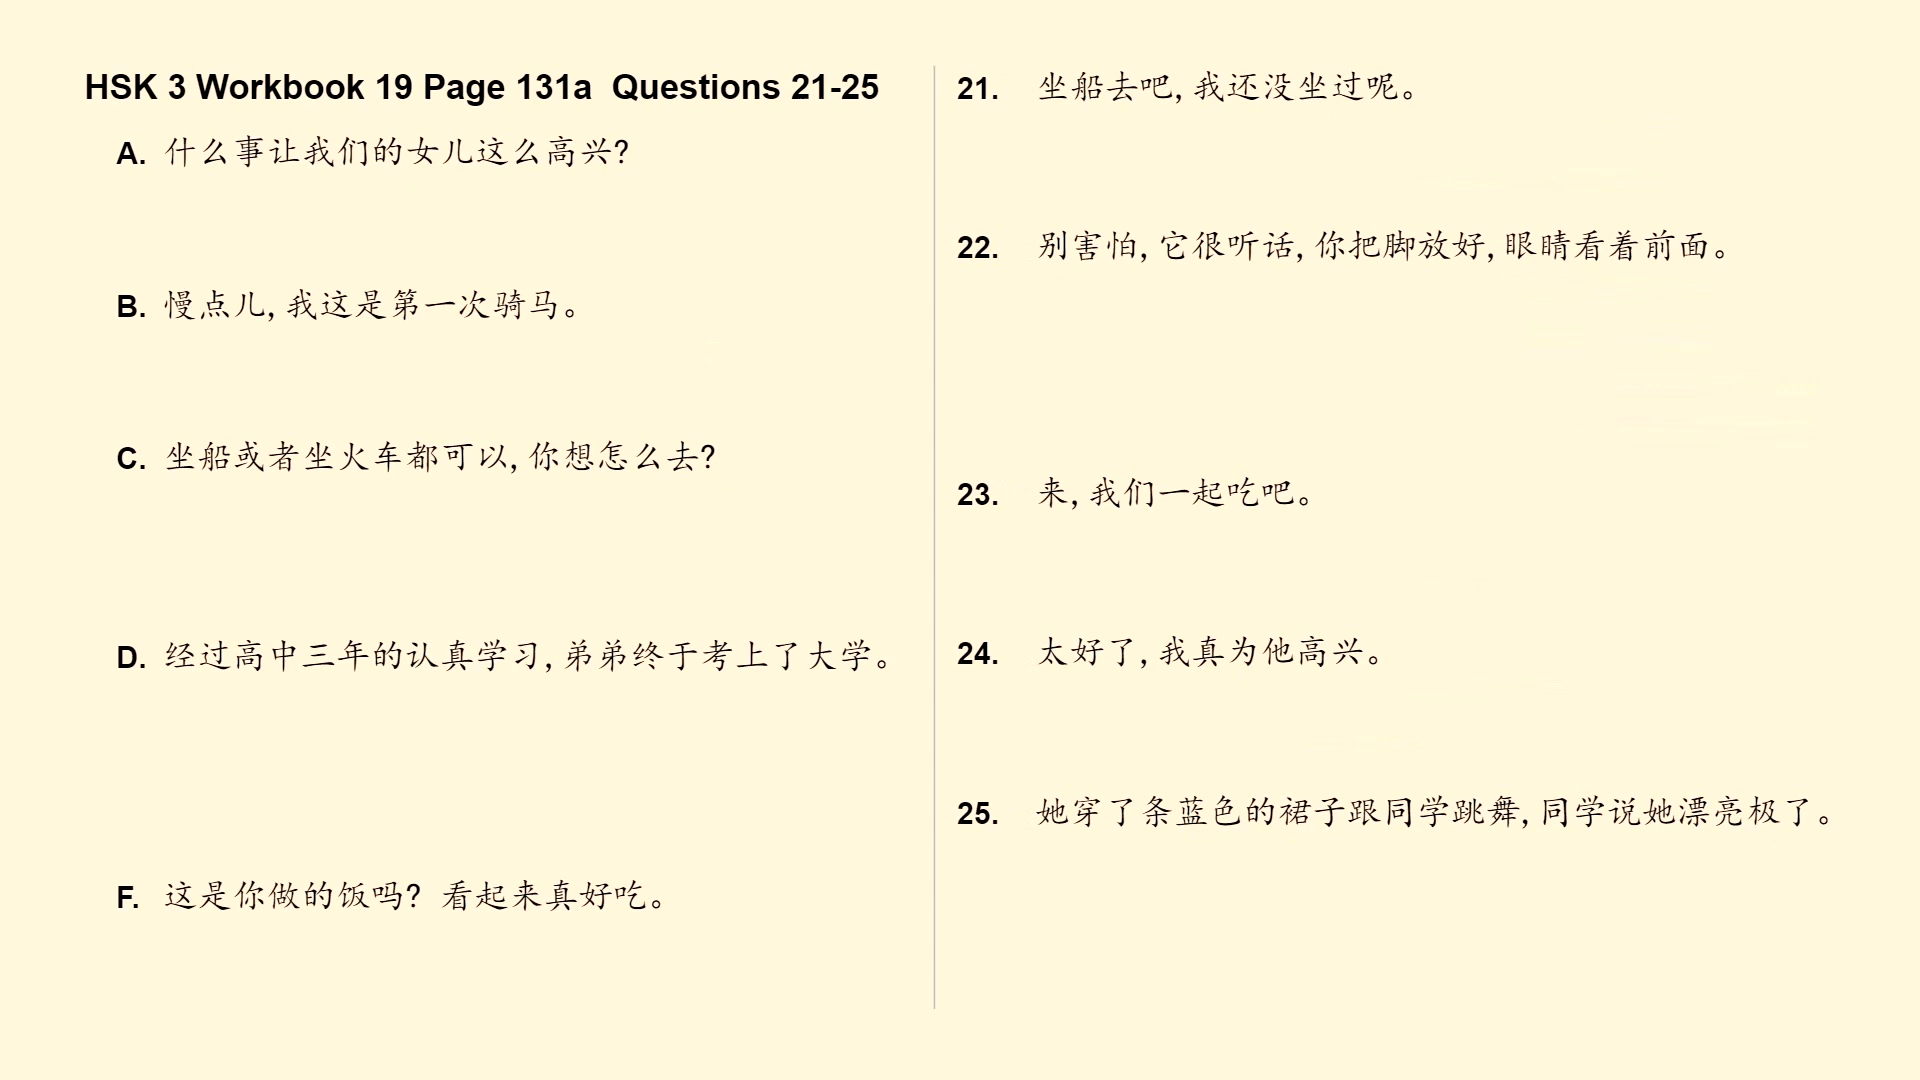 HSK 3 Workbook 19 Page 131a  Questions 21-25
A. 什么事让我们的女儿这么高兴?
B. 慢点儿,我这是第一次骑马。
C. 坐船或者坐火车都可以,你想怎么去?
D. 经过高中三年的认真学习,弟弟终于考上了大学。
F. 这是你做的饭吗? 看起来真好吃。
21. 坐船去吧,我还没坐过呢。
22. 别害怕,它很听话,你把脚放好,眼睛看着前面。
23. 来,我们一起吃吧。
24. 太好了,我真为他高兴。
25. 她穿了条蓝色的裙子跟同学跳舞,同学说她漂亮极了。